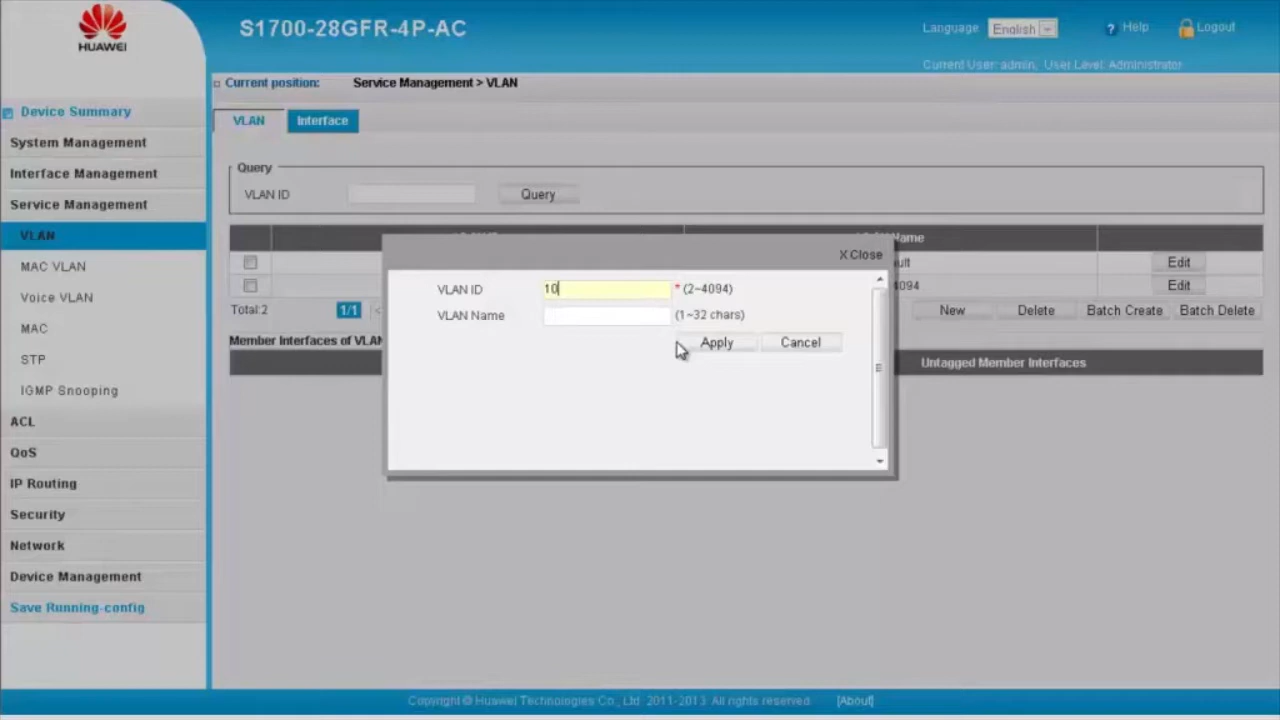 HUAWEI
S1700-28GFR-4P-AC
Language English Help Logout
Current User: admin, User Level: Administrator
Current position: Service Management > VLAN
Device Summary
System Management
Interface Management
Service Management
VLAN
MAC VLAN
Voice VLAN
MAC
STP
IGMP Snooping
ACL
QoS
IP Routing
Security
Network
Device Management
Save Running-config
VLAN Interface
Query
VLAN ID Query
Name
ult Edit
4094 Edit
Total:2 1/1 < New Delete Batch Create Batch Delete
Member Interfaces of VLAN
Untagged Member Interfaces
X Close
VLAN ID 10 * (2~4094)
VLAN Name (1~32 chars)
Apply Cancel
Copyright © Huawei Technologies Co., Ltd. 2011-2013. All rights reserved. [About]